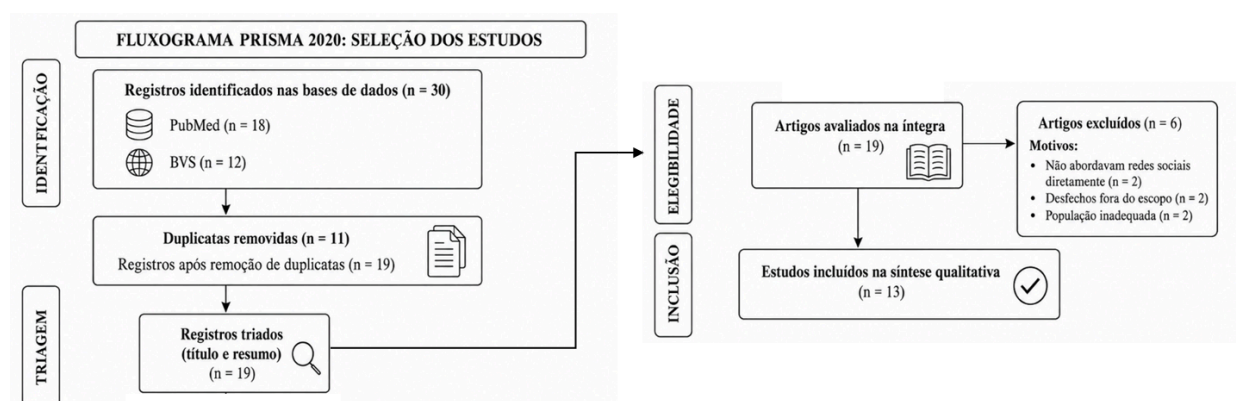 FLUXOGRAMA PRISMA 2020: SELEÇÃO DOS ESTUDOS
IDENTFICAÇÃO
Registros identificados nas bases de dados (n = 30)
PubMed (n = 18)
BVS (n = 12)
Duplicatas removidas (n = 11)
Registros após remoção de duplicatas (n = 19)
TRIAGEM
Registros triados
(título e resumo)
(n = 19)
ELEGIBILIDADE
Artigos avaliados na íntegra
(n = 19)
Artigos excluídos (n = 6)
Motivos:
• Não abordavam redes sociais
diretamente (n = 2)
• Desfechos fora do escopo (n = 2)
• População inadequada (n = 2)
INCLUSÃO
Estudos incluídos na síntese qualitativa
(n = 13)